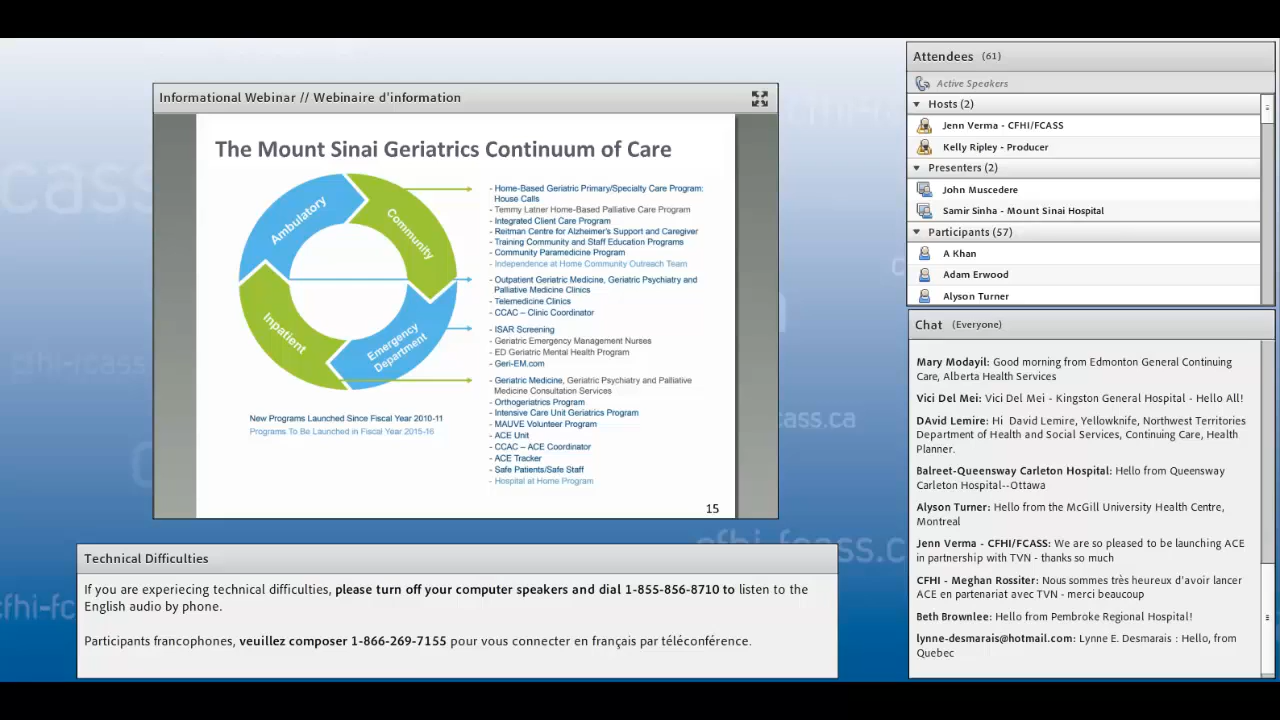 Informational Webinar // Webinaire d'information
The Mount Sinai Geriatrics Continuum of Care
Ambulatory
Community
Inpatient
Emergency
Department
- Home-Based Geriatric Primary/Specialty Care Program:
House Calls
- Temmy Latner Home-Based Palliative Care Program
- Integrated Client Care Program
- Reitman Centre for Alzheimer's Support and Caregiver
- Training Community and Staff Education Programs
- Community Paramedicine Program
- Independence at Home Community Outreach Team
- Outpatient Geriatric Medicine, Geriatric Psychiatry and
Palliative Medicine Clinics
- Telemedicine Clinics
- CCAC – Clinic Coordinator
- ISAR Screening
- Geriatric Emergency Management Nurses
- ED Geriatric Mental Health Program
- Geri-EM.com
- Geriatric Medicine, Geriatric Psychiatry and Palliative
Medicine Consultation Services
- Orthogeriatrics Program
- Intensive Care Unit Geriatrics Program
- MAUVE Volunteer Program
- ACE Unit
- CCAC – ACE Coordinator
- ACE Tracker
- Safe Patients/Safe Staff
- Hospital at Home Program
New Programs Launched Since Fiscal Year 2010-11
Programs To Be Launched in Fiscal Year 2015-16
15
Technical Difficulties
If you are experiecing technical difficulties, please turn off your computer speakers and dial 1-855-856-8710 to listen to the
English audio by phone.
Participants francophones, veuillez composer 1-866-269-7155 pour vous connecter en français par téléconférence.
Attendees (61)
Active Speakers
Hosts (2)
Jenn Verma - CFHI/FCASS
Kelly Ripley - Producer
Presenters (2)
John Muscedere
Samir Sinha - Mount Sinai Hospital
Participants (57)
A Khan
Adam Erwood
Alyson Turner
Chat (Everyone)
Mary Modayil: Good morning from Edmonton General Continuing
Care, Alberta Health Services
Vici Del Mei: Vici Del Mei - Kingston General Hospital - Hello All!
DAvid Lemire: Hi David Lemire, Yellowknife, Northwest Territories
Department of Health and Social Services, Continuing Care, Health
Planner.
Balreet-Queensway Carleton Hospital: Hello from Queensway
Carleton Hospital--Ottawa
Alyson Turner: Hello from the McGill University Health Centre,
Montreal
Jenn Verma - CFHI/FCASS: We are so pleased to be launching ACE
in partnership with TVN - thanks so much
CFHI - Meghan Rossiter: Nous sommes très heureux d'avoir lancer
ACE en partenariat avec TVN - merci beaucoup
Beth Brownlee: Hello from Pembroke Regional Hospital!
lynne-desmarais@hotmail.com: Lynne E. Desmarais : Hello, from
Quebec